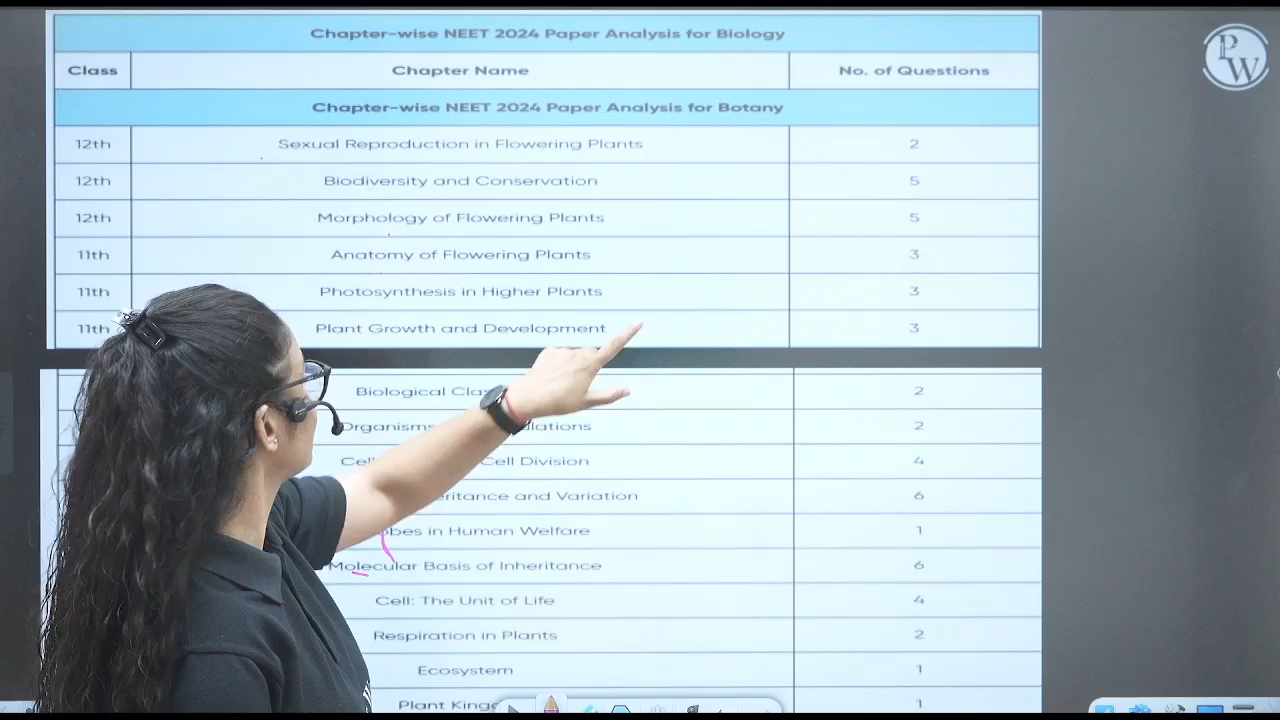 Chapter-wise NEET 2024 Paper Analysis for Biology
Class Chapter Name No. of Questions
Chapter-wise NEET 2024 Paper Analysis for Botany
12th Sexual Reproduction in Flowering Plants 2
12th Biodiversity and Conservation 5
12th Morphology of Flowering Plants 5
11th Anatomy of Flowering Plants 3
11th Photosynthesis in Higher Plants 3
11th Plant Growth and Development 3
Biological 2
Organisms 2
Cell Division 4
and Variation 6
in Human Welfare 1
Molecular Basis of Inheritance 6
Cell: The Unit of Life 4
Respiration in Plants 2
Ecosystem 1
Plant 1
PW